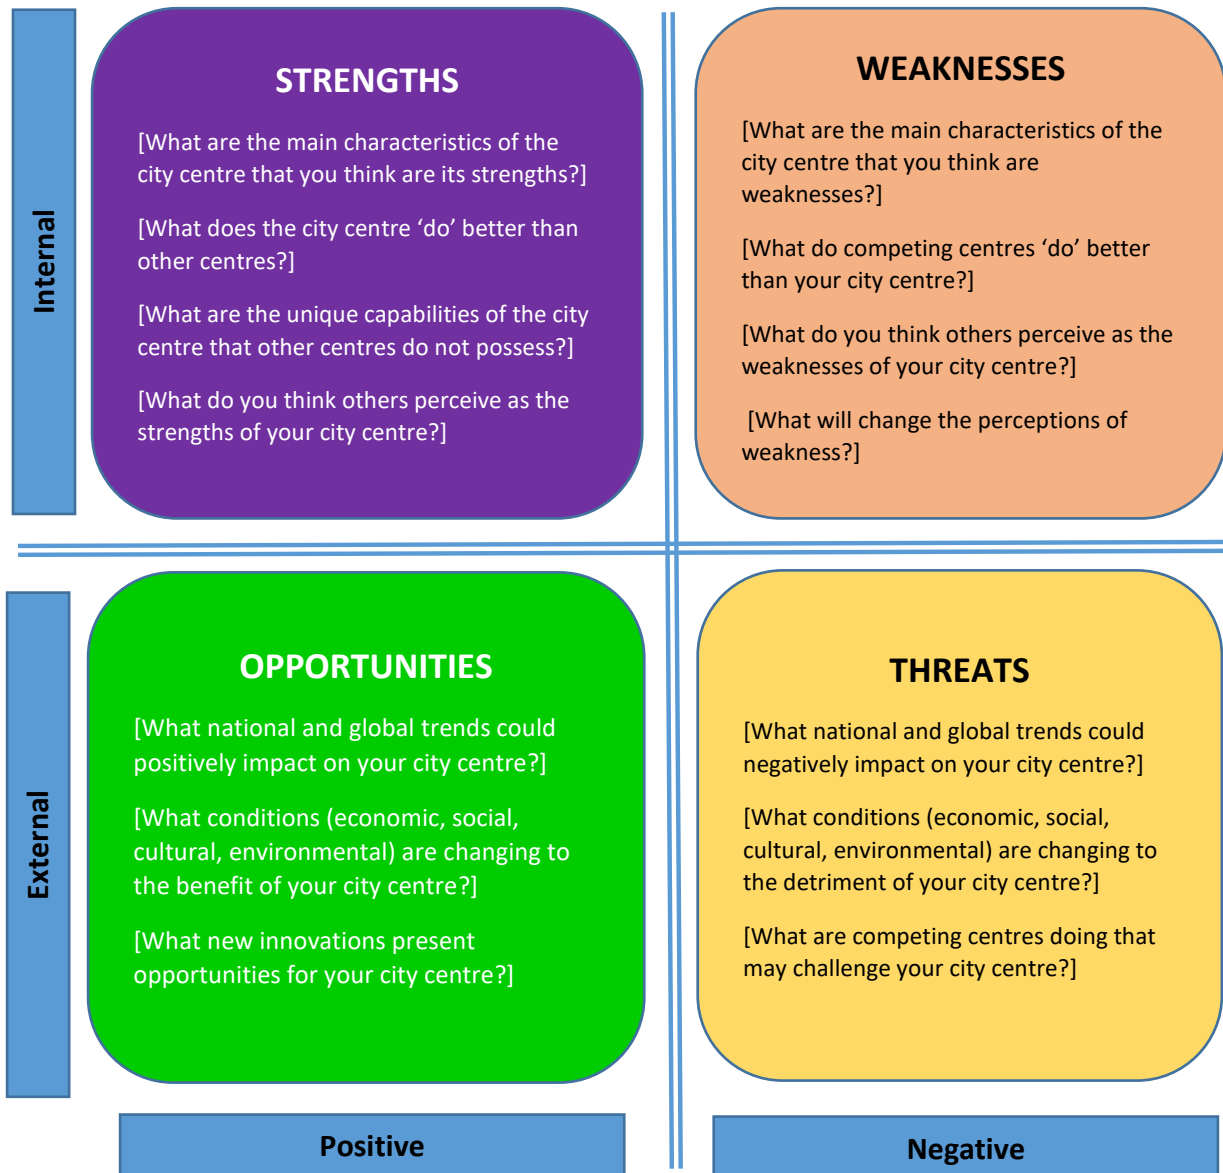 Internal
STRENGTHS
[What are the main characteristics of the
city centre that you think are its strengths?]
[What does the city centre ‘do’ better than
other centres?]
[What are the unique capabilities of the city
centre that other centres do not possess?]
[What do you think others perceive as the
strengths of your city centre?]
WEAKNESSES
[What are the main characteristics of the
city centre that you think are
weaknesses?]
[What do competing centres ‘do’ better
than your city centre?]
[What do you think others perceive as the
weaknesses of your city centre?]
[What will change the perceptions of
weakness?]
External
OPPORTUNITIES
[What national and global trends could
positively impact on your city centre?]
[What conditions (economic, social,
cultural, environmental) are changing to
the benefit of your city centre?]
[What new innovations present
opportunities for your city centre?]
THREATS
[What national and global trends could
negatively impact on your city centre?]
[What conditions (economic, social,
cultural, environmental) are changing to
the detriment of your city centre?]
[What are competing centres doing that
may challenge your city centre?]
Positive
Negative